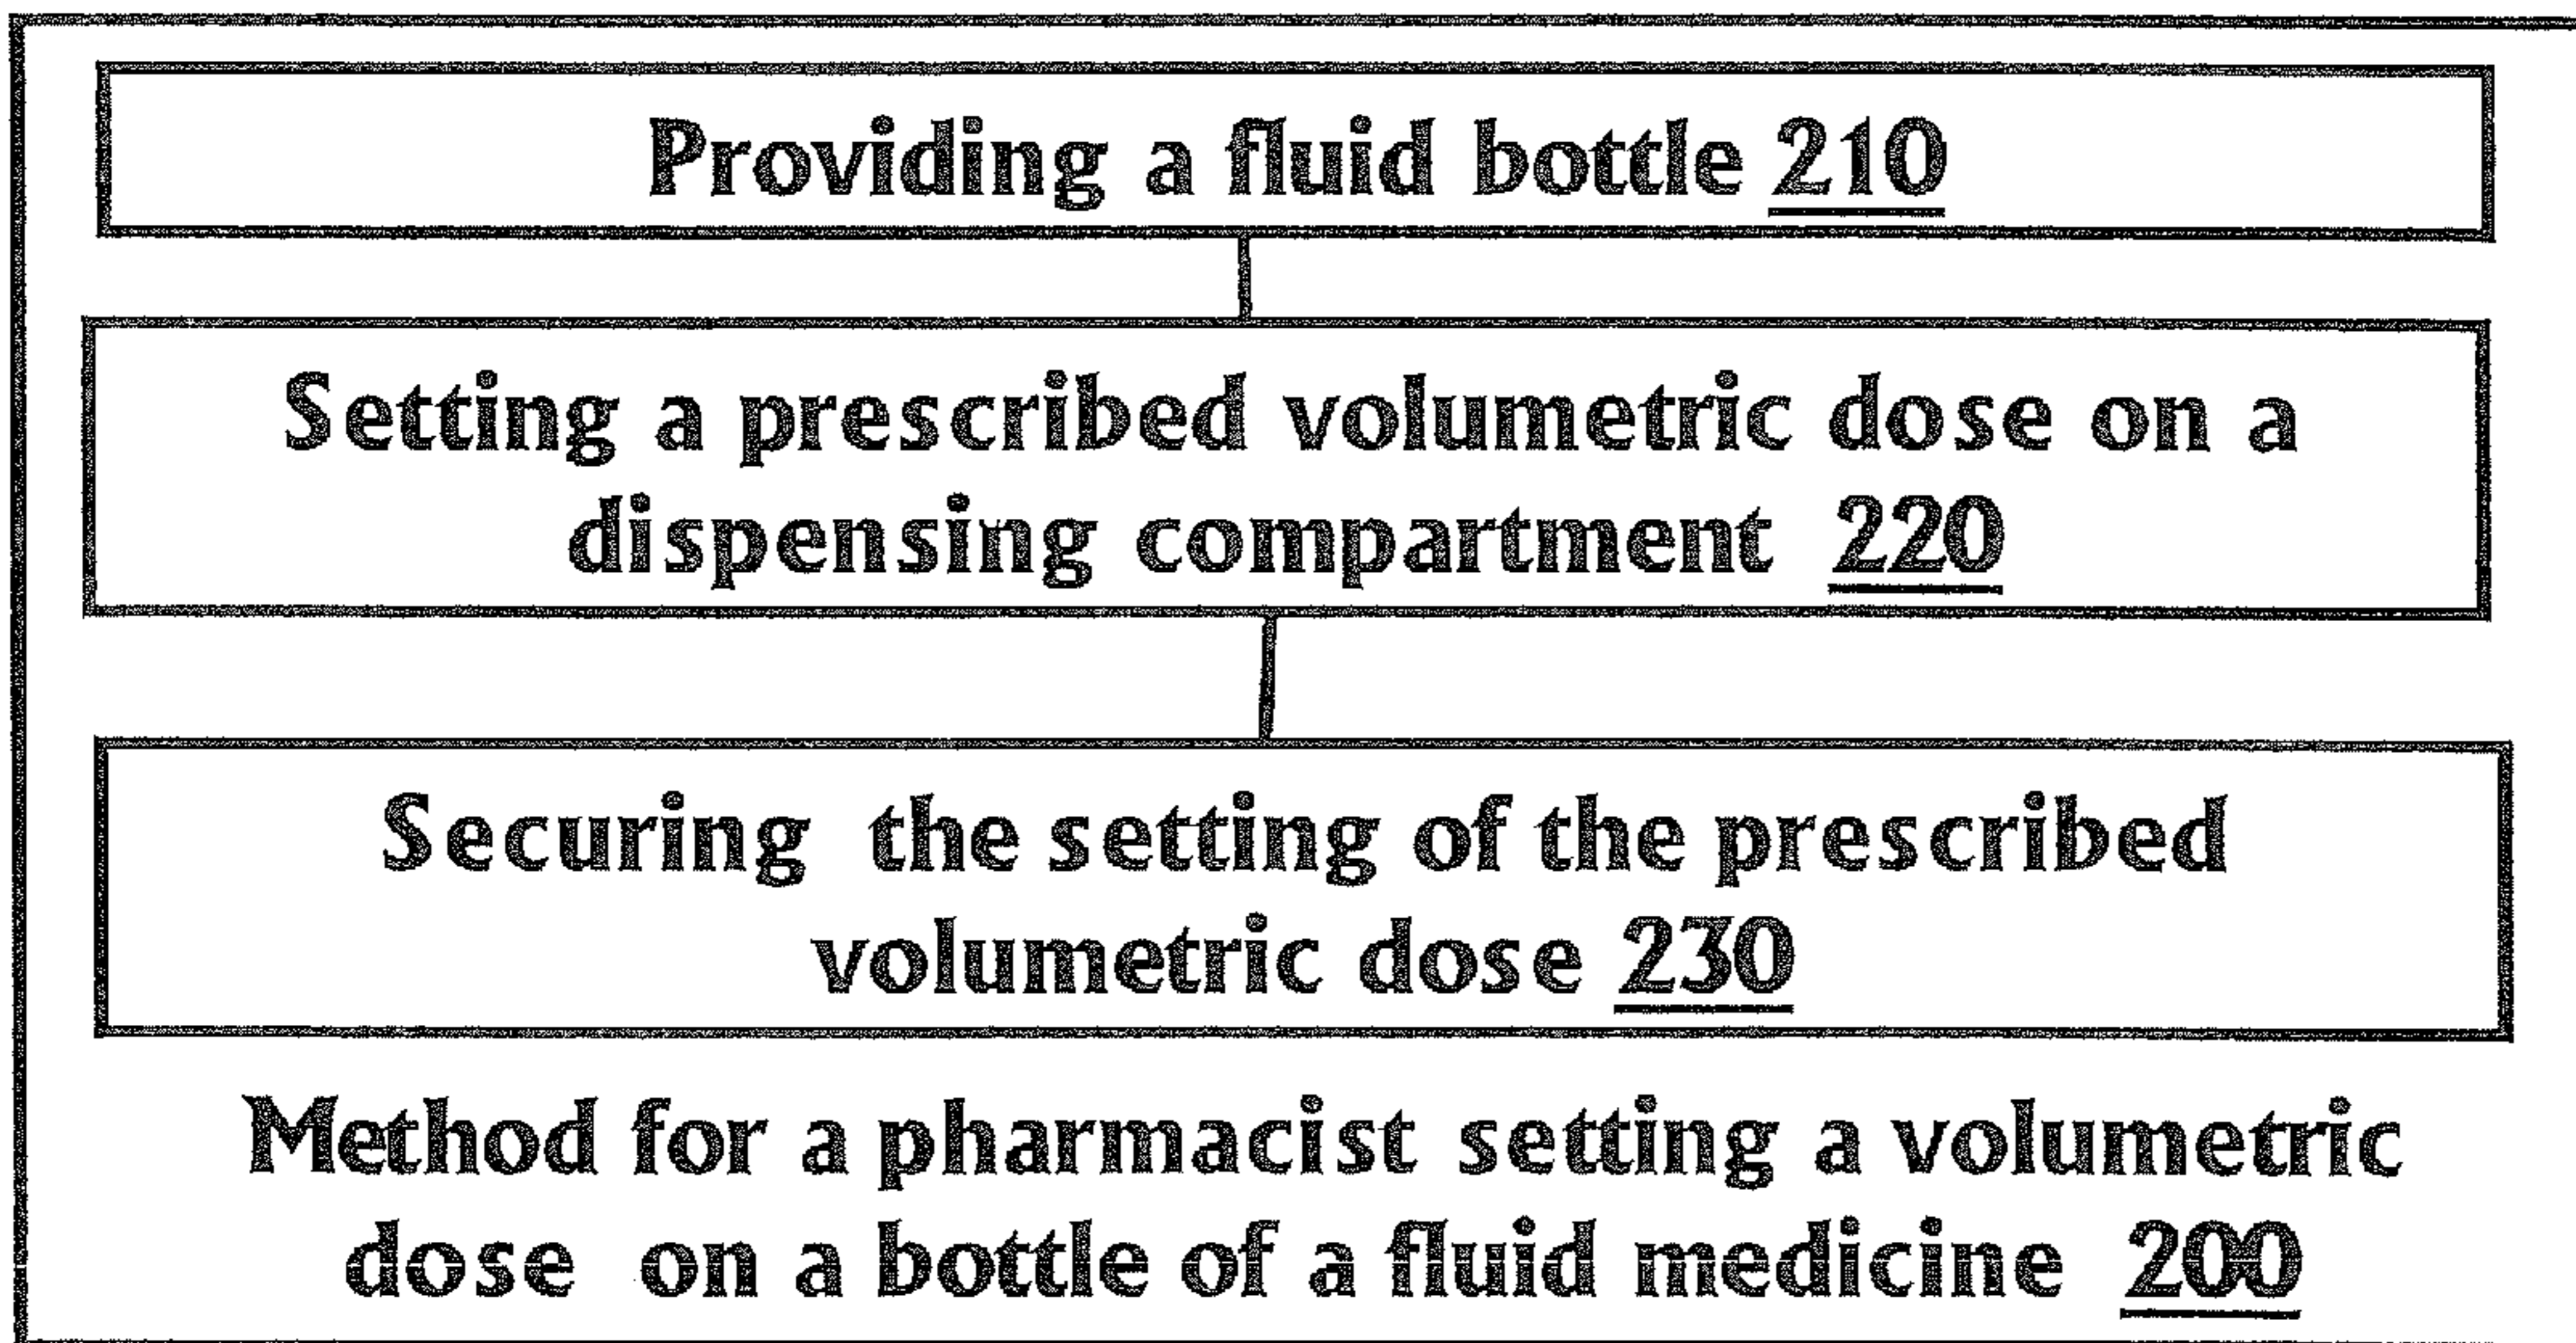 Providing a fluid bottle 210
Setting a prescribed volumetric dose on a
dispensing compartment 220
Securing the setting of the prescribed
volumetric dose 230
Method for a pharmacist setting a volumetric
dose on a bottle of a fluid medicine 200